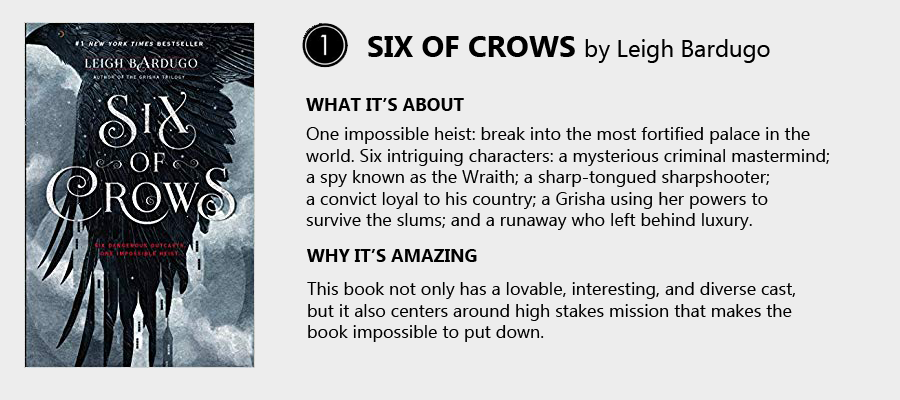 #1 NEW YORK TIMES BESTSELLER
LEIGH BARDUGO
AUTHOR OF THE GRISHA TRILOGY
SIX
OF
CROWS
SIX DANGEROUS OUTCASTS.
ONE IMPOSSIBLE HEIST.
1 SIX OF CROWS by Leigh Bardugo
WHAT IT'S ABOUT
One impossible heist: break into the most fortified palace in the
world. Six intriguing characters: a mysterious criminal mastermind;
a spy known as the Wraith; a sharp-tongued sharpshooter;
a convict loyal to his country; a Grisha using her powers to
survive the slums; and a runaway who left behind luxury.
WHY IT'S AMAZING
This book not only has a lovable, interesting, and diverse cast,
but it also centers around high stakes mission that makes the
book impossible to put down.